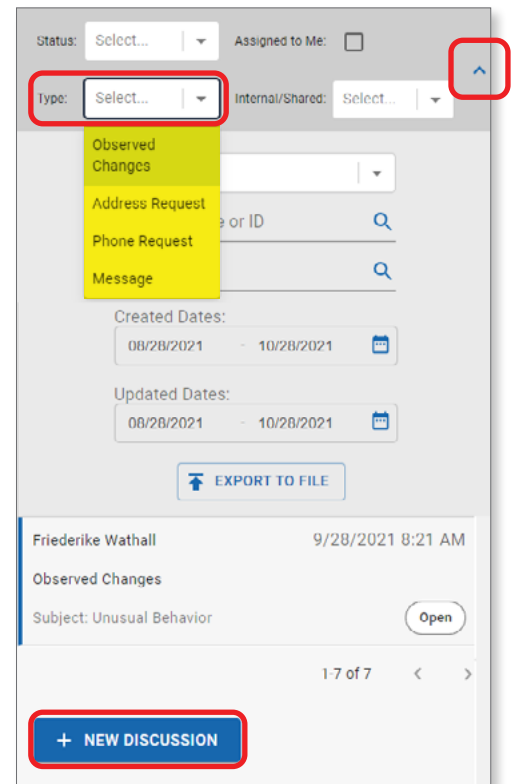 Status: Select... Assigned to Me:
Type: Select... Internal/Shared: Select...
Observed
Changes
Address Request
or ID
Phone Request
Message
Created Dates:
08/28/2021 - 10/28/2021
Updated Dates:
08/28/2021 - 10/28/2021
EXPORT TO FILE
Friederike Wathall 9/28/2021 8:21 AM
Observed Changes
Subject: Unusual Behavior Open
1-7 of 7 < >
+ NEW DISCUSSION